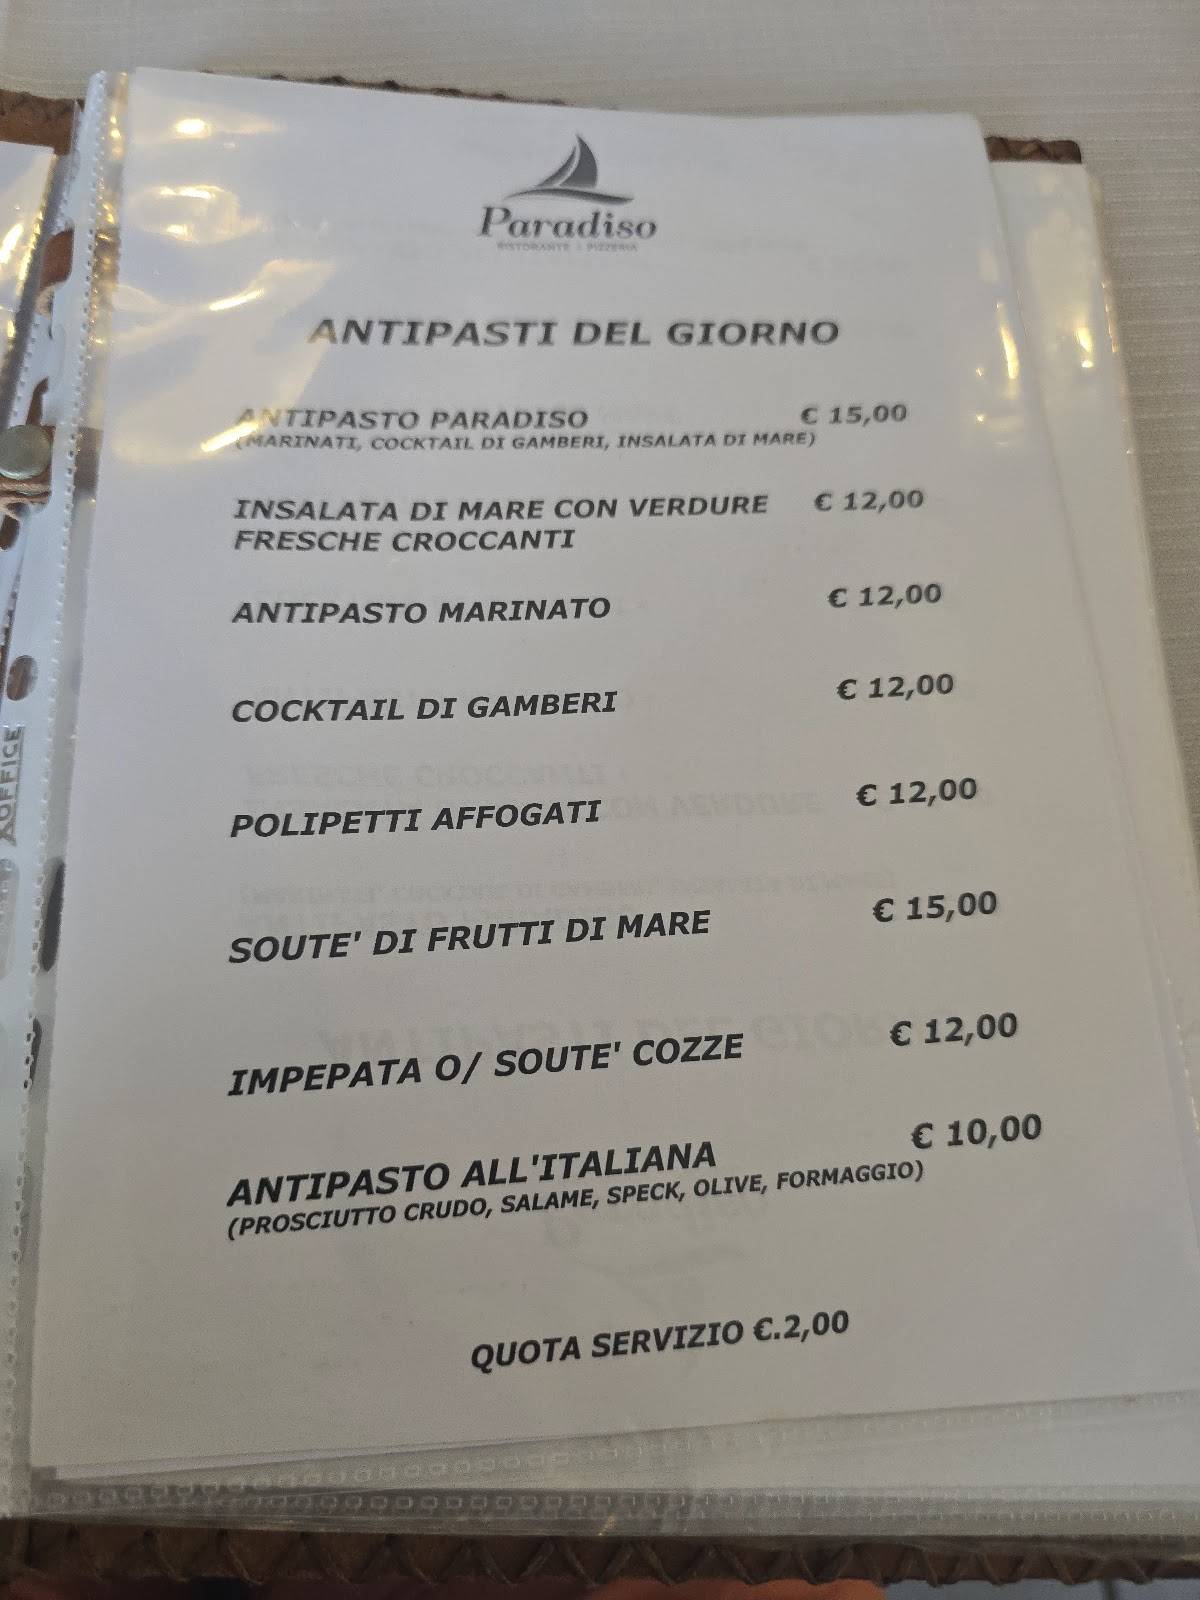 Paradiso
RISTORANTE & PIZZERIA
ANTIPASTI DEL GIORNO
ANTIPASTO PARADISO € 15,00
(MARINATI, COCKTAIL DI GAMBERI, INSALATA DI MARE)
INSALATA DI MARE CON VERDURE € 12,00
FRESCHE CROCCANTI
ANTIPASTO MARINATO € 12,00
COCKTAIL DI GAMBERI € 12,00
POLIPETTI AFFOGATI € 12,00
SOUTE' DI FRUTTI DI MARE € 15,00
IMPEPATA O/ SOUTE' COZZE € 12,00
ANTIPASTO ALL'ITALIANA € 10,00
(PROSCIUTTO CRUDO, SALAME, SPECK, OLIVE, FORMAGGIO)
QUOTA SERVIZIO €.2,00
OFFICE